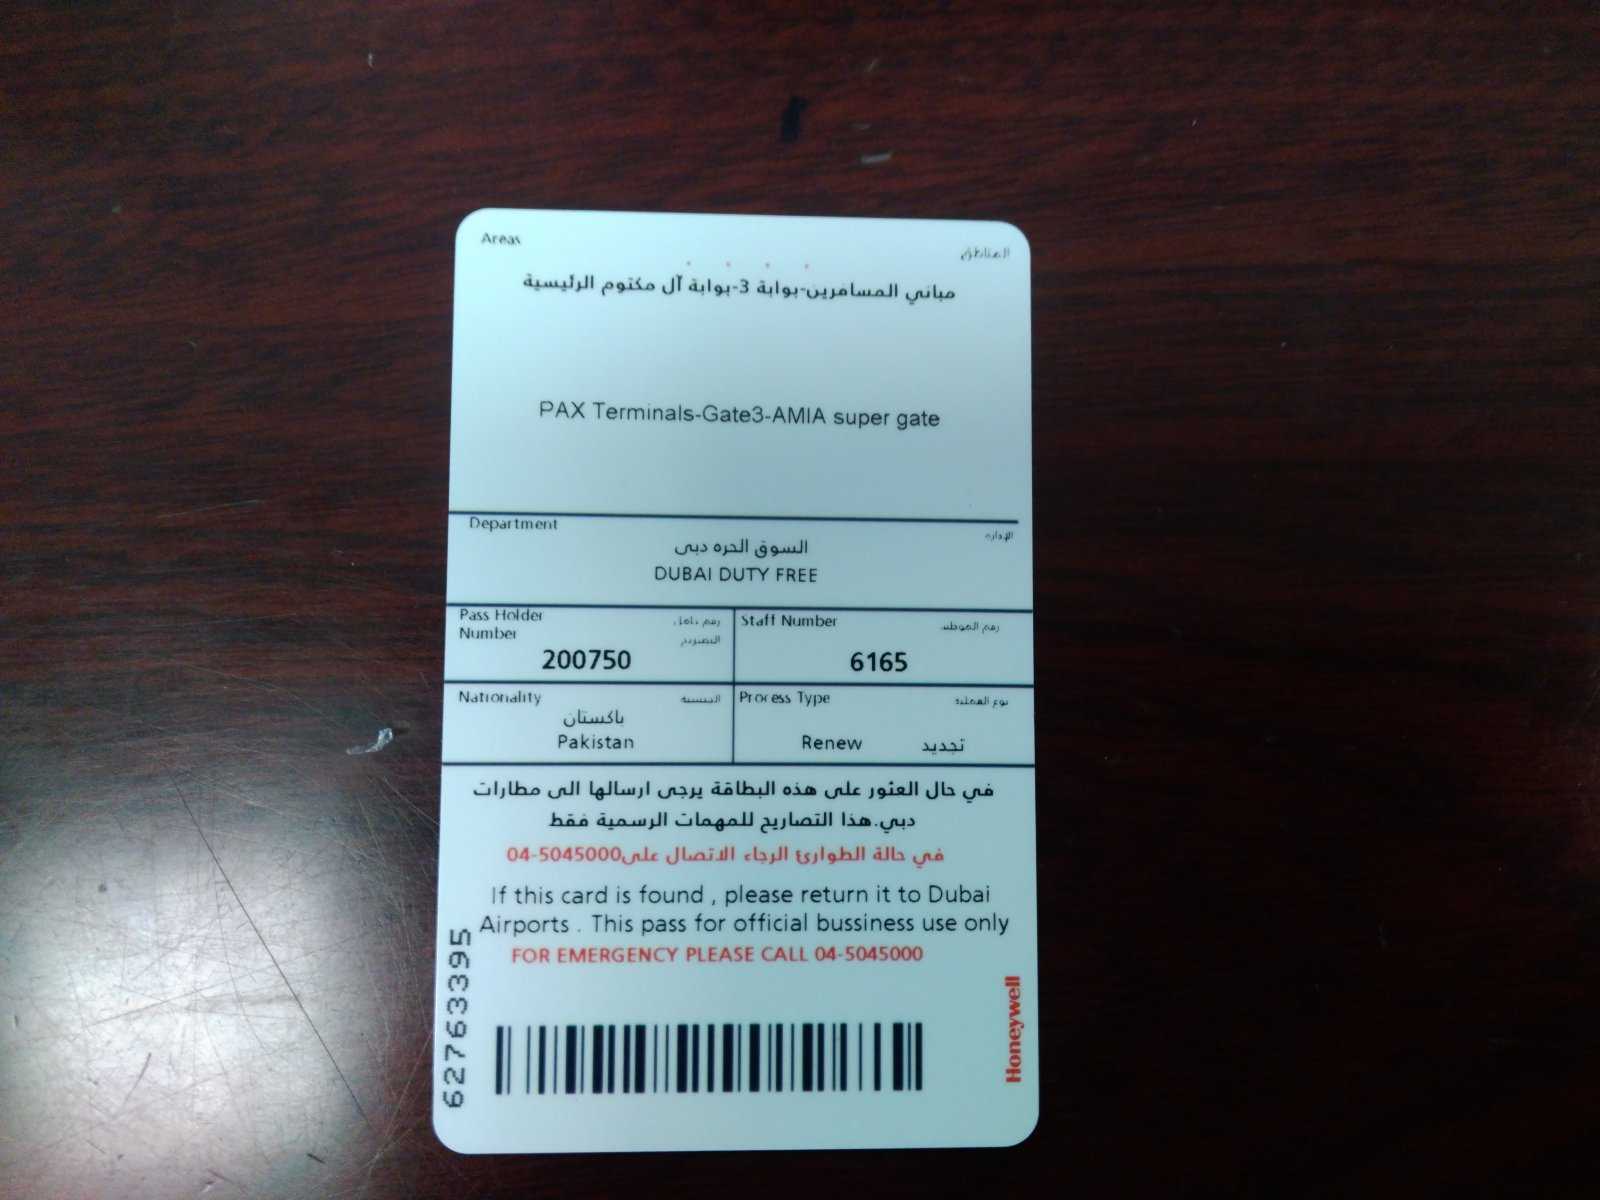 Areas المناطق
مباني المسافرين-بوابة 3-بوابة آل مكتوم الرئيسية
PAX Terminals-Gate3-AMIA super gate
Department الإدارة
السوق الحره دبى
DUBAI DUTY FREE
Pass Holder رقم حامل
Number التصريح
200750
Staff Number رقم الموظف
6165
Nationality الجنسية
باكستان
Pakistan
Process Type نوع العملية
Renew تجديد
في حال العثور على هذه البطاقة يرجى ارسالها الى مطارات
دبي.هذا التصاريح للمهمات الرسمية فقط
في حالة الطوارئ الرجاء الاتصال على04-5045000
If this card is found , please return it to Dubai
Airports . This pass for official bussiness use only
FOR EMERGENCY PLEASE CALL 04-5045000
62763395
Honeywell